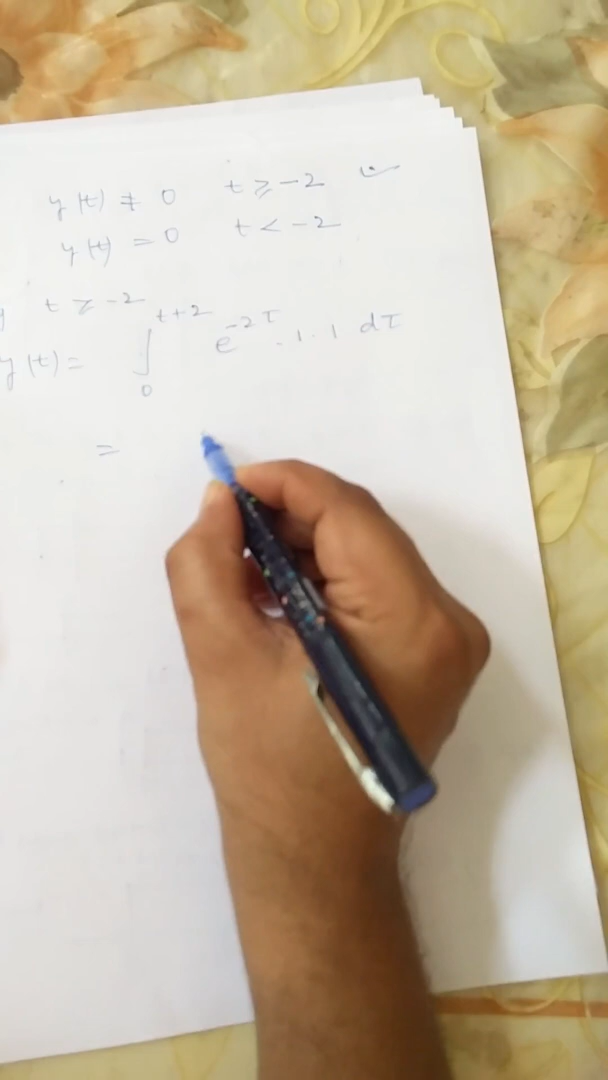 y(t) ≠ 0 t ≥ -2
y(t) = 0 t < -2
t ≥ -2
y(t) = ∫₀^{t+2} e^{-2τ} . 1 . 1 dτ
=